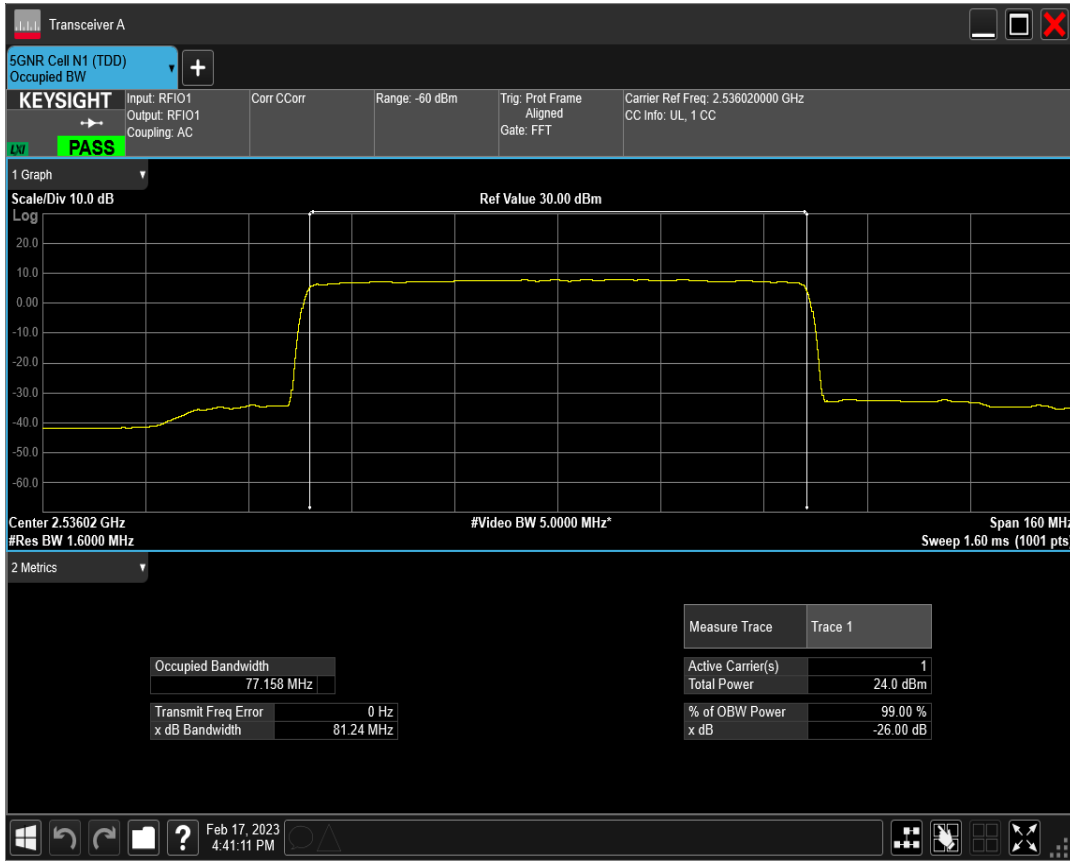 Transceiver A
5GNR Cell N1 (TDD)
Occupied BW
+
KEYSIGHT
LXI
PASS
Input: RFIO1
Output: RFIO1
Coupling: AC
Corr CCorr
Range: -60 dBm
Trig: Prot Frame
Aligned
Gate: FFT
Carrier Ref Freq: 2.536020000 GHz
CC Info: UL, 1 CC
1 Graph
Scale/Div 10.0 dB
Ref Value 30.00 dBm
Log
20.0
10.0
0.00
-10.0
-20.0
-30.0
-40.0
-50.0
-60.0
Center 2.53602 GHz
#Video BW 5.0000 MHz*
Span 160 MHz
#Res BW 1.6000 MHz
Sweep 1.60 ms (1001 pts)
2 Metrics
Measure Trace Trace 1
Occupied Bandwidth
77.158 MHz
Active Carrier(s) 1
Total Power 24.0 dBm
Transmit Freq Error 0 Hz
x dB Bandwidth 81.24 MHz
% of OBW Power 99.00 %
x dB -26.00 dB
?
Feb 17, 2023
4:41:11 PM